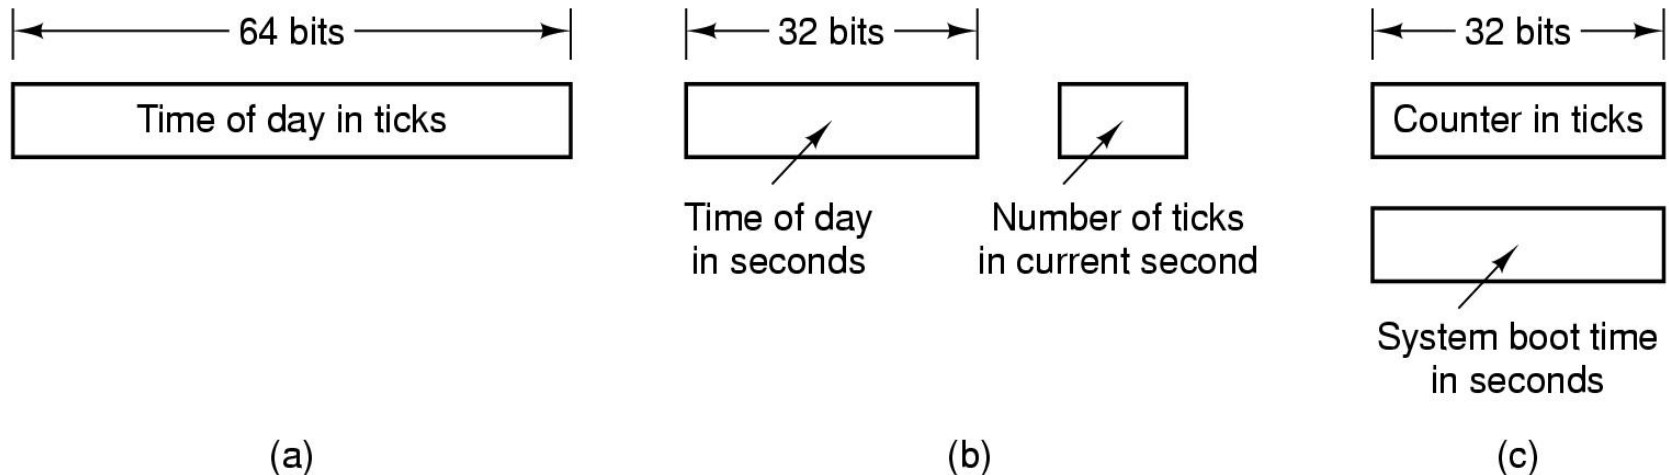 64 bits
Time of day in ticks
(a)
32 bits
Time of day
in seconds
Number of ticks
in current second
(b)
32 bits
Counter in ticks
System boot time
in seconds
(c)